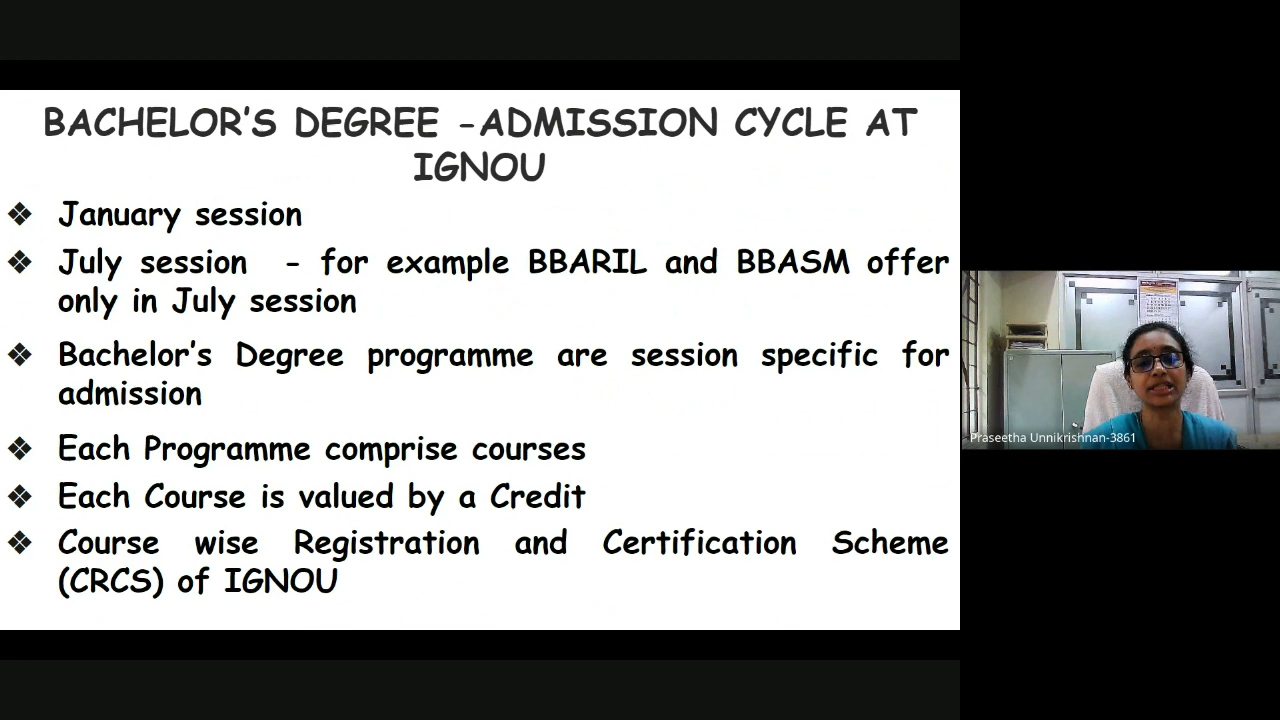 BACHELOR'S DEGREE -ADMISSION CYCLE AT
IGNOU
❖ January session
❖ July session - for example BBARIL and BBASM offer
only in July session
❖ Bachelor's Degree programme are session specific for
admission
❖ Each Programme comprise courses
❖ Each Course is valued by a Credit
❖ Course wise Registration and Certification Scheme
(CRCS) of IGNOU
Praseetha Unnikrishnan-3861